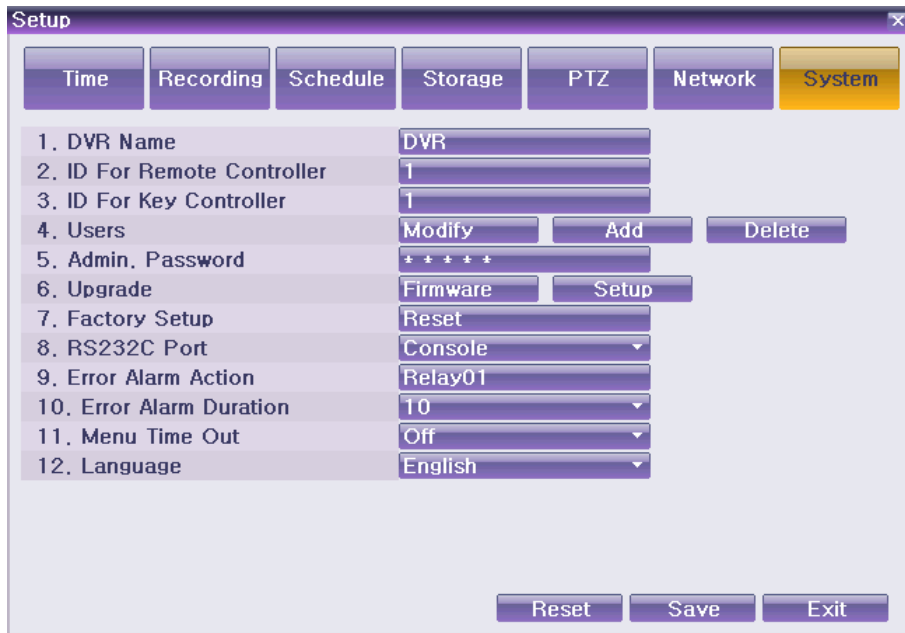 Setup
Time Recording Schedule Storage PTZ Network System
1. DVR Name DVR
2. ID For Remote Controller 1
3. ID For Key Controller 1
4. Users Modify Add Delete
5. Admin. Password * * * * *
6. Upgrade Firmware Setup
7. Factory Setup Reset
8. RS232C Port Console
9. Error Alarm Action Relay01
10. Error Alarm Duration 10
11. Menu Time Out Off
12. Language English
Reset Save Exit